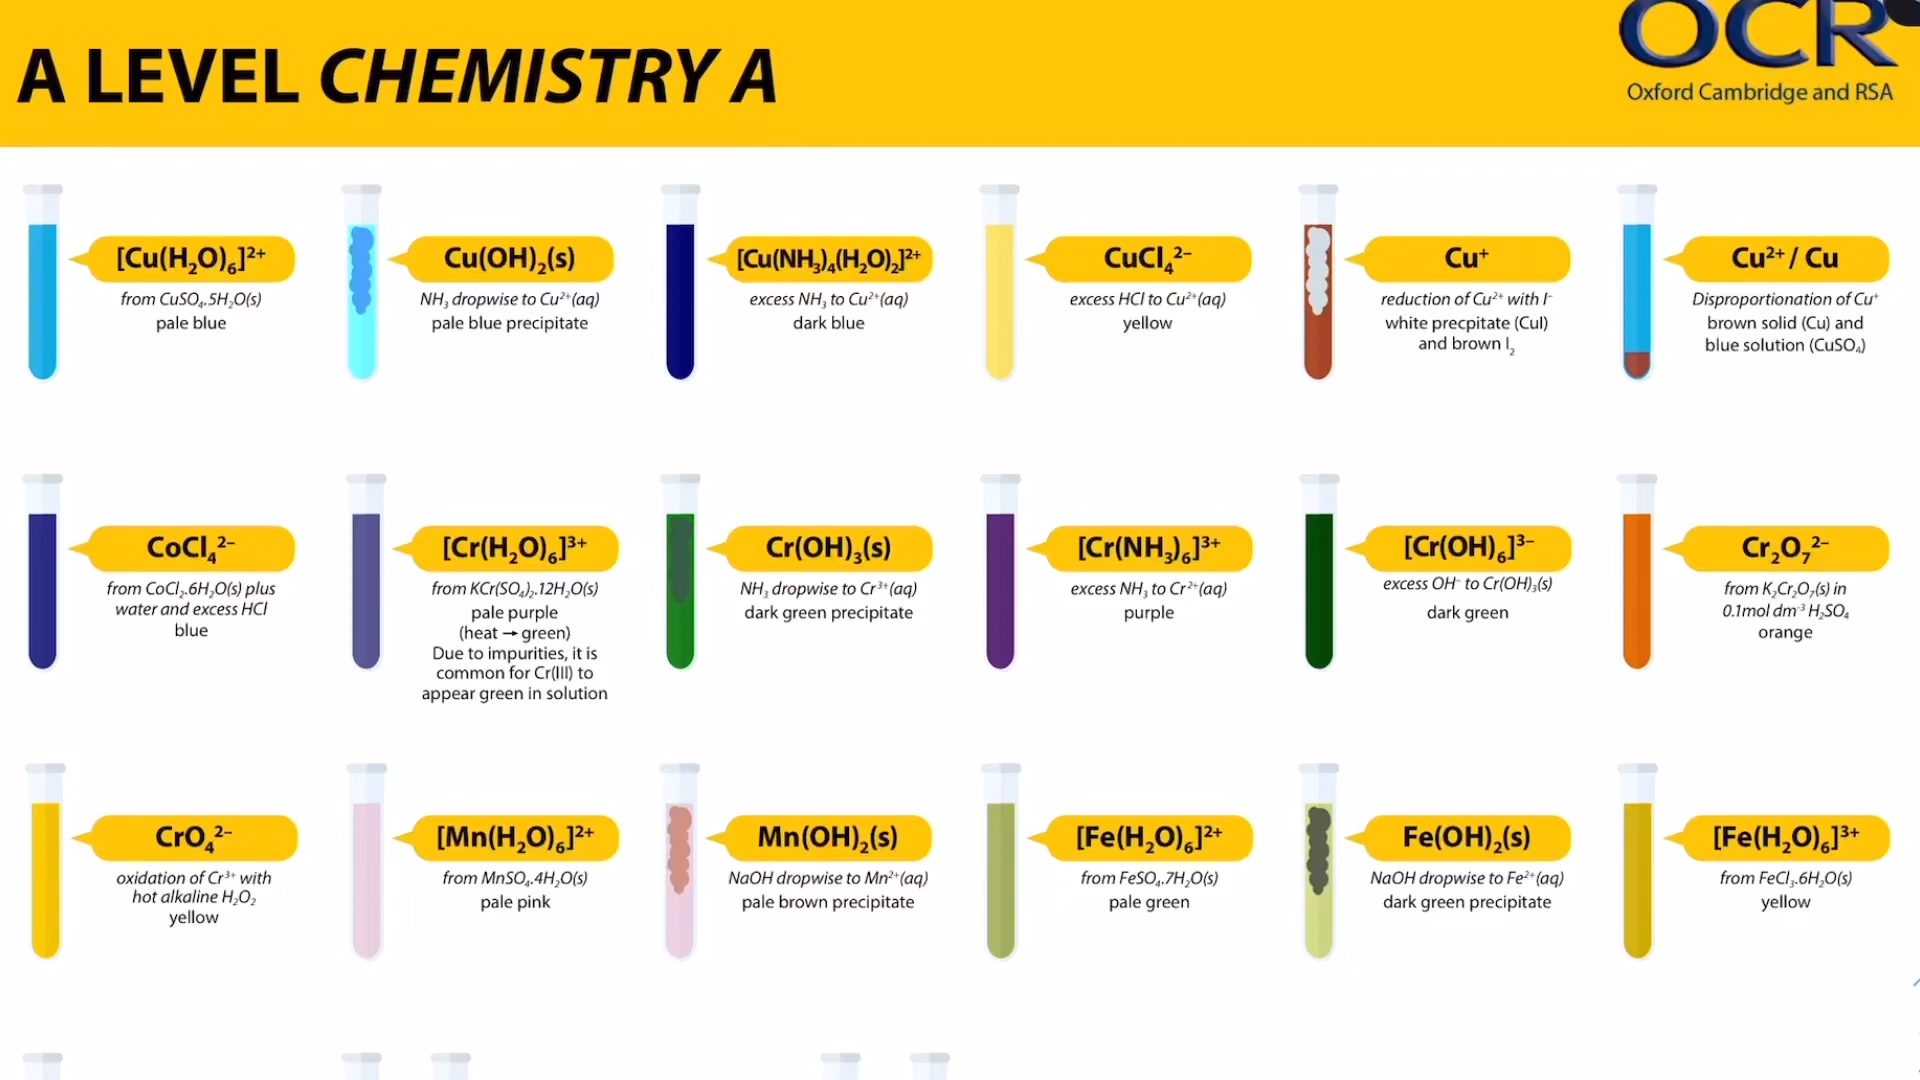 A LEVEL CHEMISTRY A
OCR
Oxford Cambridge and RSA
[Cu(H₂O)₆]²⁺
from CuSO₄.5H₂O(s)
pale blue
Cu(OH)₂(s)
NH₃ dropwise to Cu²⁺(aq)
pale blue precipitate
[Cu(NH₃)₄(H₂O)₂]²⁺
excess NH₃ to Cu²⁺(aq)
dark blue
CuCl₄²⁻
excess HCl to Cu²⁺(aq)
yellow
Cu⁺
reduction of Cu²⁺ with I⁻
white precpitate (CuI)
and brown I₂
Cu²⁺ / Cu
Disproportionation of Cu⁺
brown solid (Cu) and
blue solution (CuSO₄)
CoCl₄²⁻
from CoCl₂.6H₂O(s) plus
water and excess HCl
blue
[Cr(H₂O)₆]³⁺
from KCr(SO₄)₂.12H₂O(s)
pale purple
(heat → green)
Due to impurities, it is
common for Cr(III) to
appear green in solution
Cr(OH)₃(s)
NH₃ dropwise to Cr³⁺(aq)
dark green precipitate
[Cr(NH₃)₆]³⁺
excess NH₃ to Cr²⁺(aq)
purple
[Cr(OH)₆]³⁻
excess OH⁻ to Cr(OH)₃(s)
dark green
Cr₂O₇²⁻
from K₂Cr₂O₇(s) in
0.1mol dm⁻³ H₂SO₄
orange
CrO₄²⁻
oxidation of Cr³⁺ with
hot alkaline H₂O₂
yellow
[Mn(H₂O)₆]²⁺
from MnSO₄.4H₂O(s)
pale pink
Mn(OH)₂(s)
NaOH dropwise to Mn²⁺(aq)
pale brown precipitate
[Fe(H₂O)₆]²⁺
from FeSO₄.7H₂O(s)
pale green
Fe(OH)₂(s)
NaOH dropwise to Fe²⁺(aq)
dark green precipitate
[Fe(H₂O)₆]³⁺
from FeCl₃.6H₂O(s)
yellow